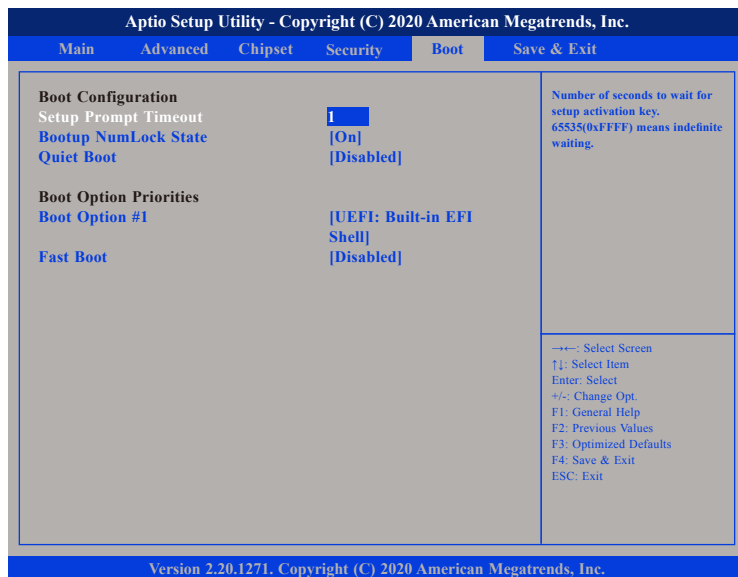 Aptio Setup Utility - Copyright (C) 2020 American Megatrends, Inc.
Main Advanced Chipset Security Boot Save & Exit
Boot Configuration
Setup Prompt Timeout 1
Bootup NumLock State [On]
Quiet Boot [Disabled]
Boot Option Priorities
Boot Option #1 [UEFI: Built-in EFI
Shell]
Fast Boot [Disabled]
Number of seconds to wait for
setup activation key.
65535(0xFFFF) means indefinite
waiting.
→←: Select Screen
↑↓: Select Item
Enter: Select
+/-: Change Opt.
F1: General Help
F2: Previous Values
F3: Optimized Defaults
F4: Save & Exit
ESC: Exit
Version 2.20.1271. Copyright (C) 2020 American Megatrends, Inc.